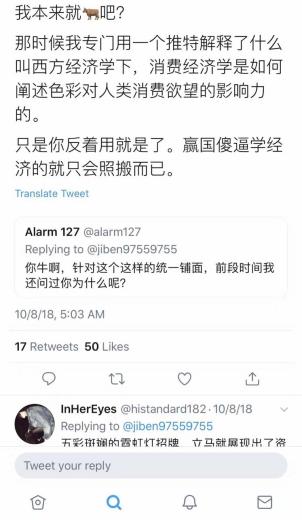 我本来就🐂吧？
那时候我专门用一个推特解释了什么
叫西方经济学下，消费经济学是如何
阐述色彩对人类消费欲望的影响力
的。
只是你反着用就是了。赢国傻逼学经
济的就只会照搬而已。
Translate Tweet
Alarm 127 @alarm127
Replying to @jiben97559755
你牛啊，针对这个这样的统一铺面，前段时间我
还问过你为什么呢？
10/8/18, 5:03 AM
17 Retweets 50 Likes
InHerEyes @histandard182 · 10/8/18
Replying to @jiben97559755
五彩斑斓的霓虹灯招牌，立马就展现出了资
Tweet your reply